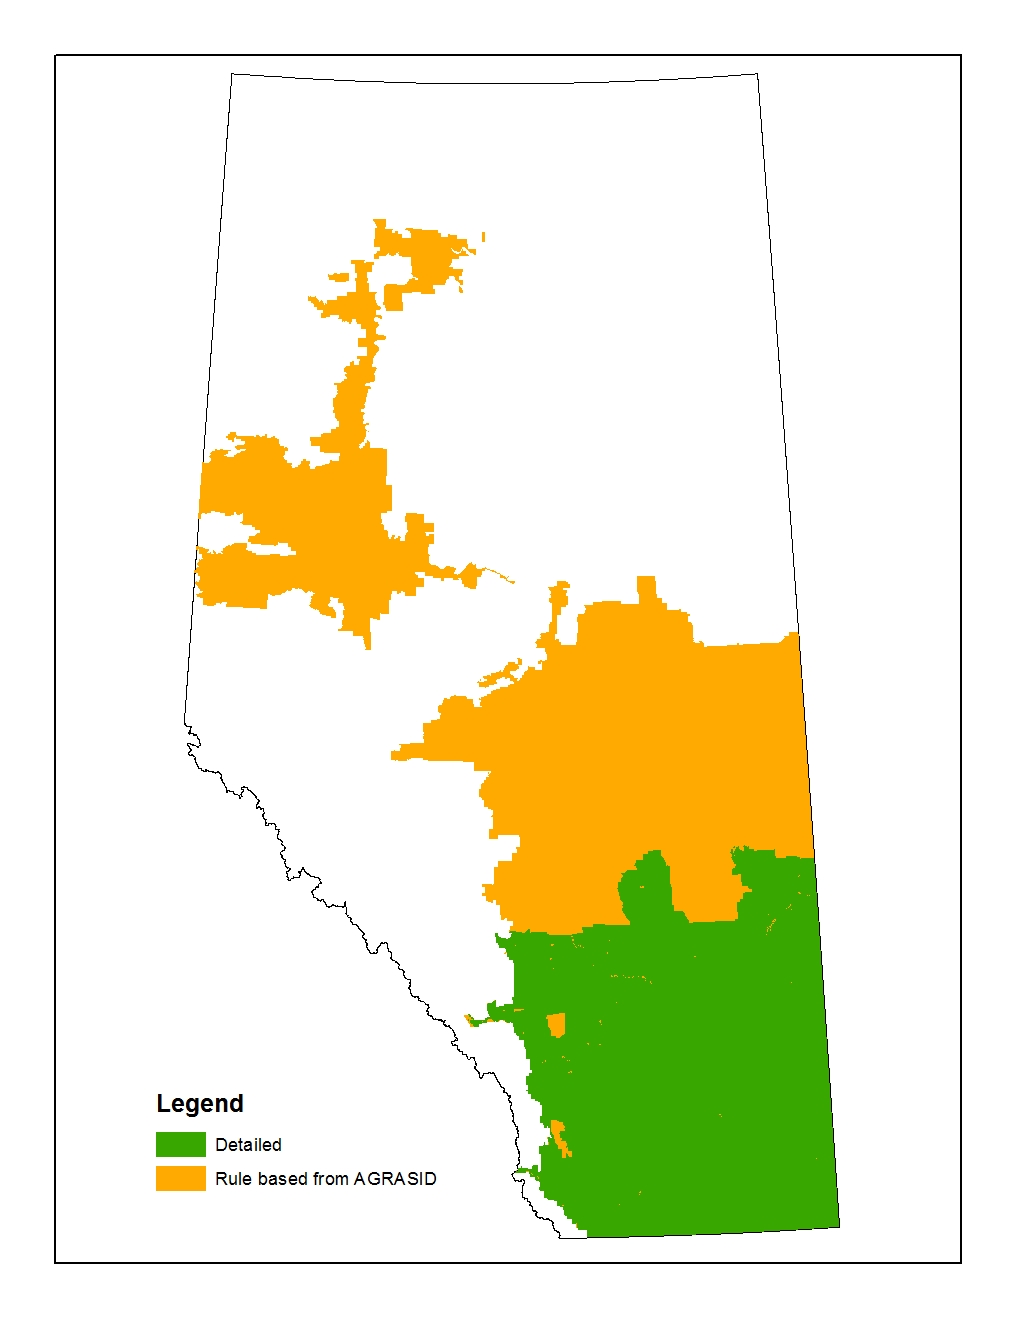 Legend
Detailed
Rule based from AGRASID